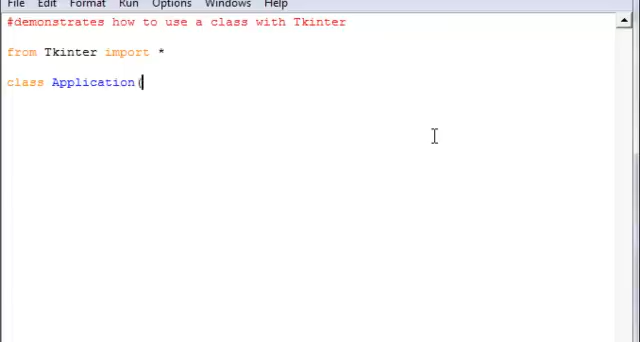 File Edit Format Run Options Windows Help
#demonstrates how to use a class with Tkinter
from Tkinter import *
class Application(